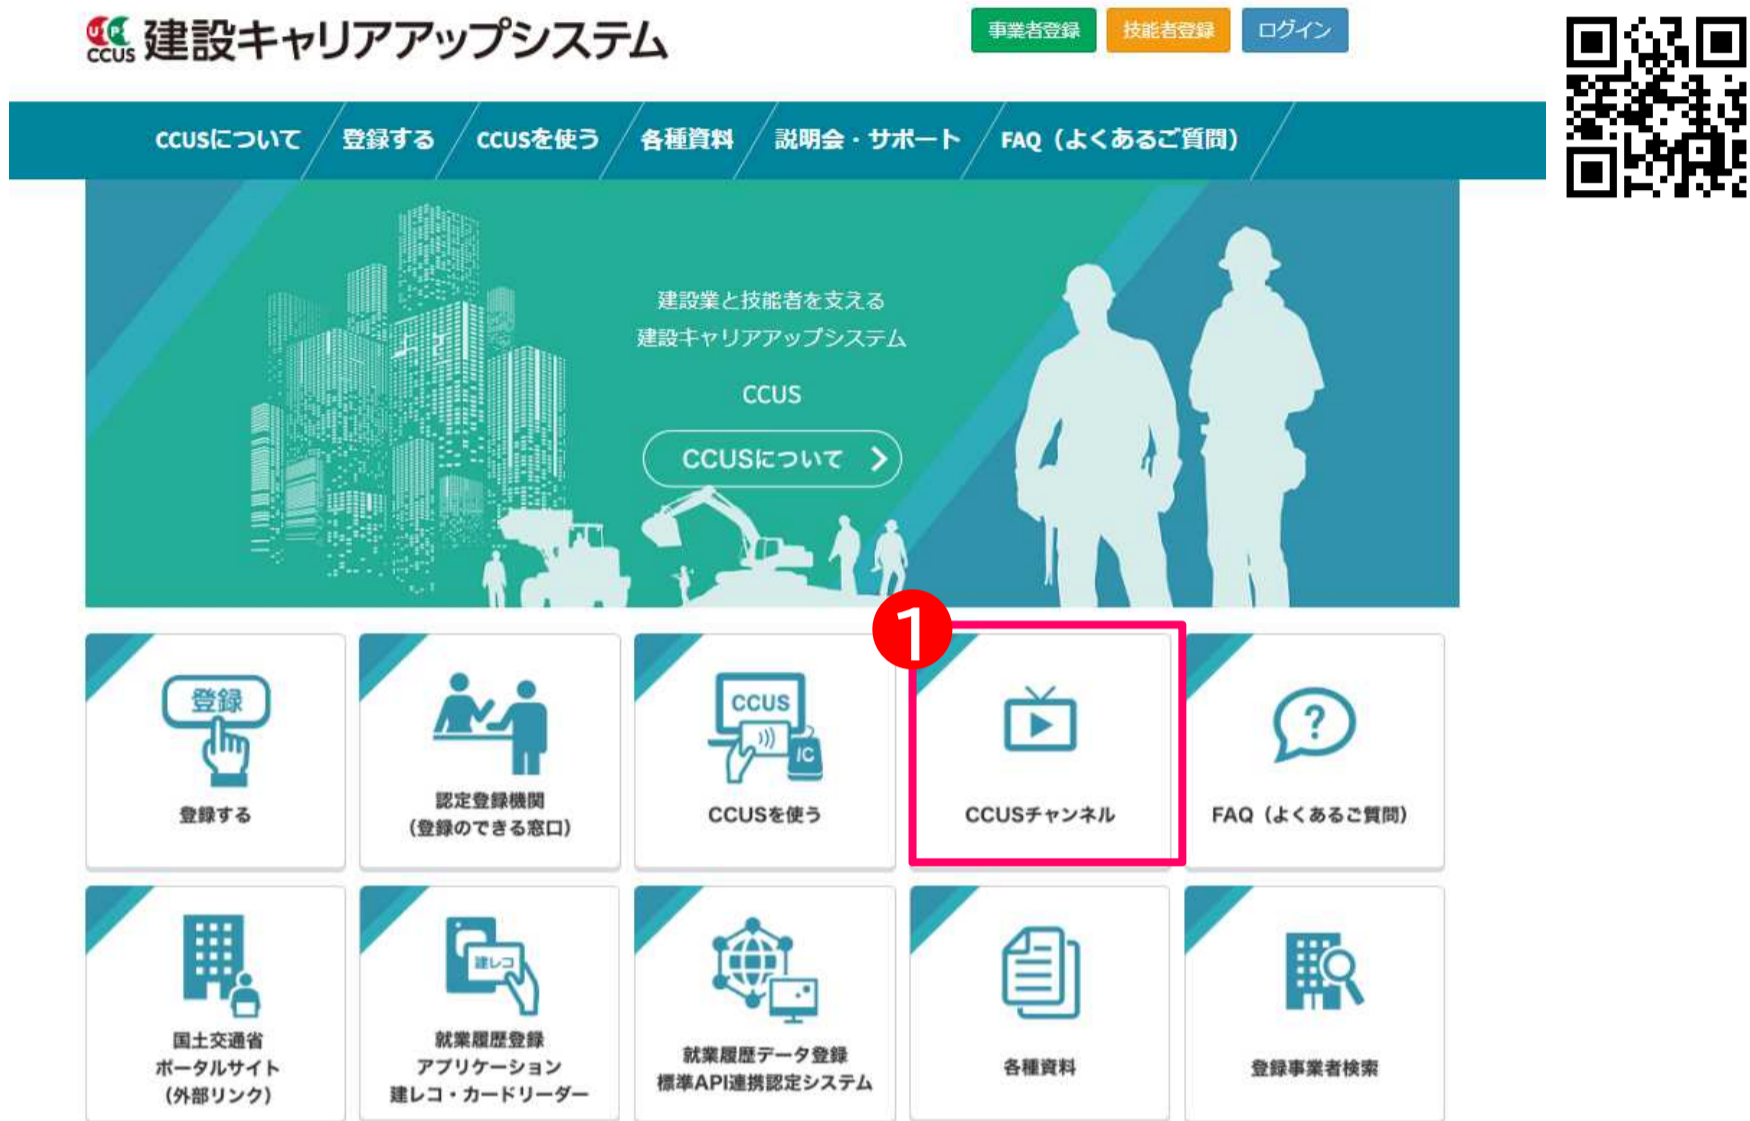 CCUS 建設キャリアアップシステム
事業者登録 技能者登録 ログイン
CCUSについて 登録する CCUSを使う 各種資料 説明会・サポート FAQ（よくあるご質問）
建設業と技能者を支える
建設キャリアアップシステム
CCUS
CCUSについて
1
登録
登録する
認定登録機関
（登録のできる窓口）
CCUS
IC
CCUSを使う
CCUSチャンネル
?
FAQ（よくあるご質問）
国土交通省
ポータルサイト
（外部リンク）
建レコ
就業履歴登録
アプリケーション
建レコ・カードリーダー
就業履歴データ登録
標準API連携認定システム
各種資料
登録事業者検索